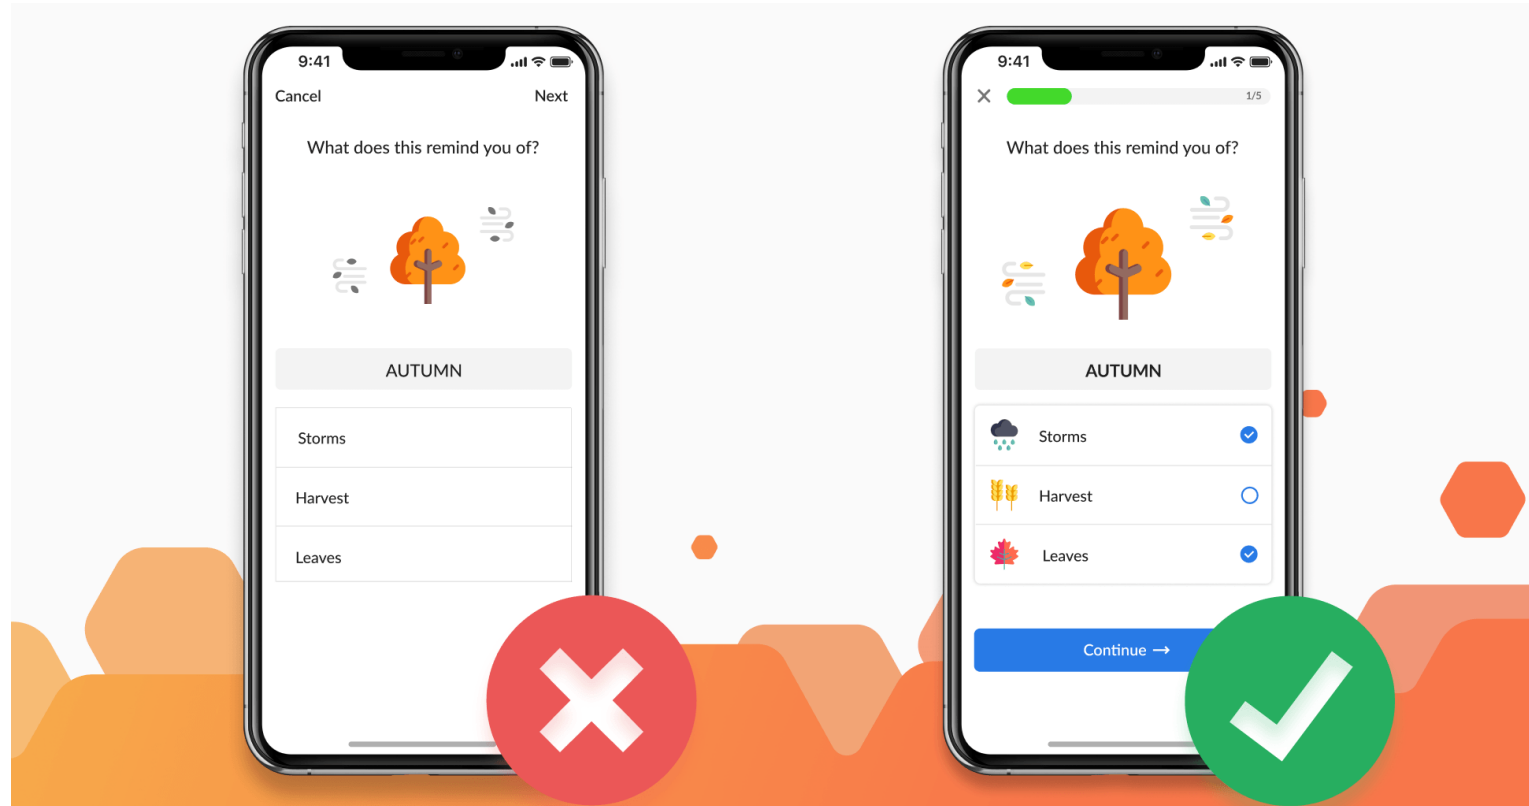 9:41
Cancel Next
What does this remind you of?
AUTUMN
Storms
Harvest
Leaves
9:41
1/5
What does this remind you of?
AUTUMN
Storms
Harvest
Leaves
Continue →